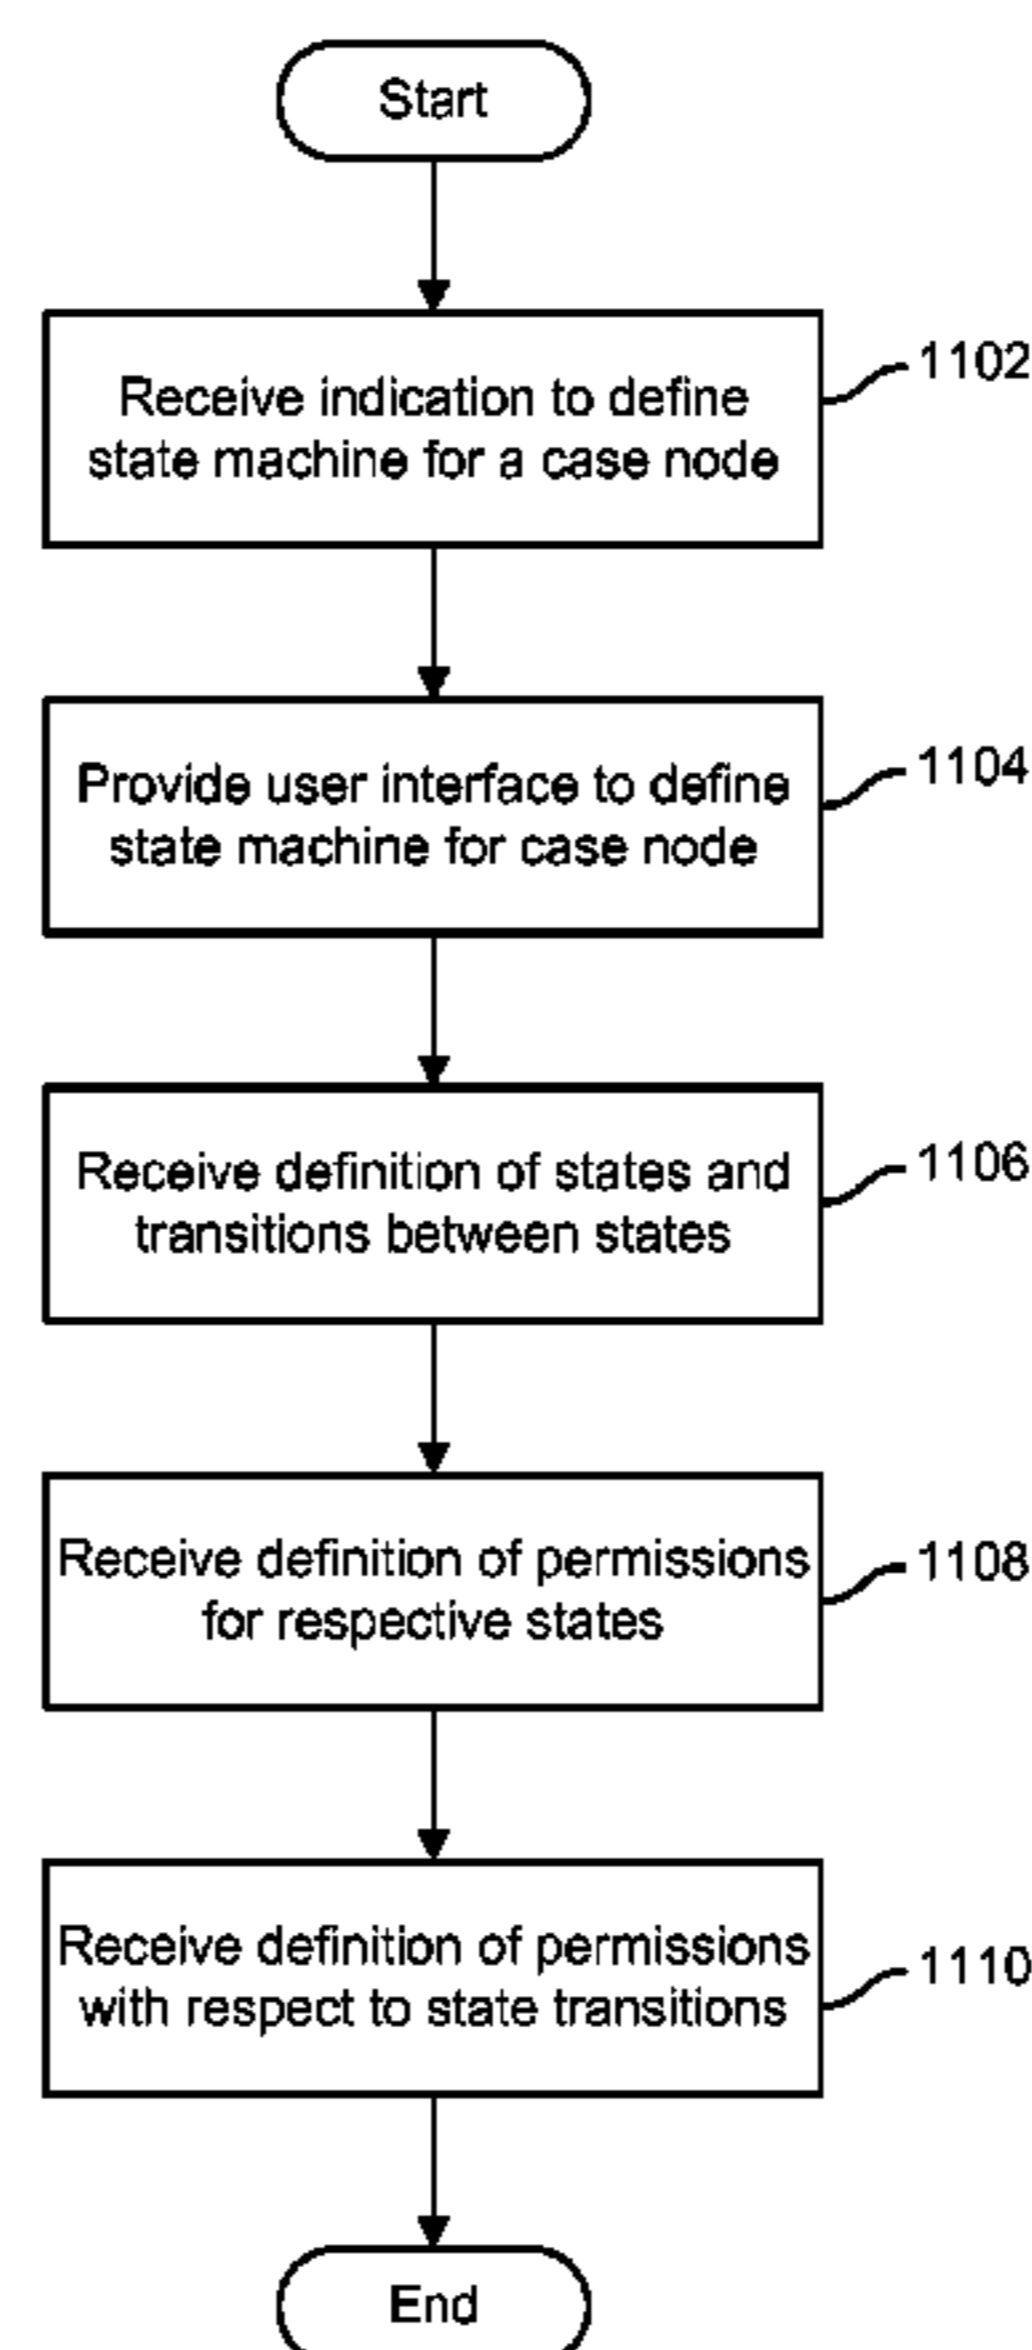 Start
Receive indication to define
state machine for a case node
1102
Provide user interface to define
state machine for case node
1104
Receive definition of states and
transitions between states
1106
Receive definition of permissions
for respective states
1108
Receive definition of permissions
with respect to state transitions
1110
End